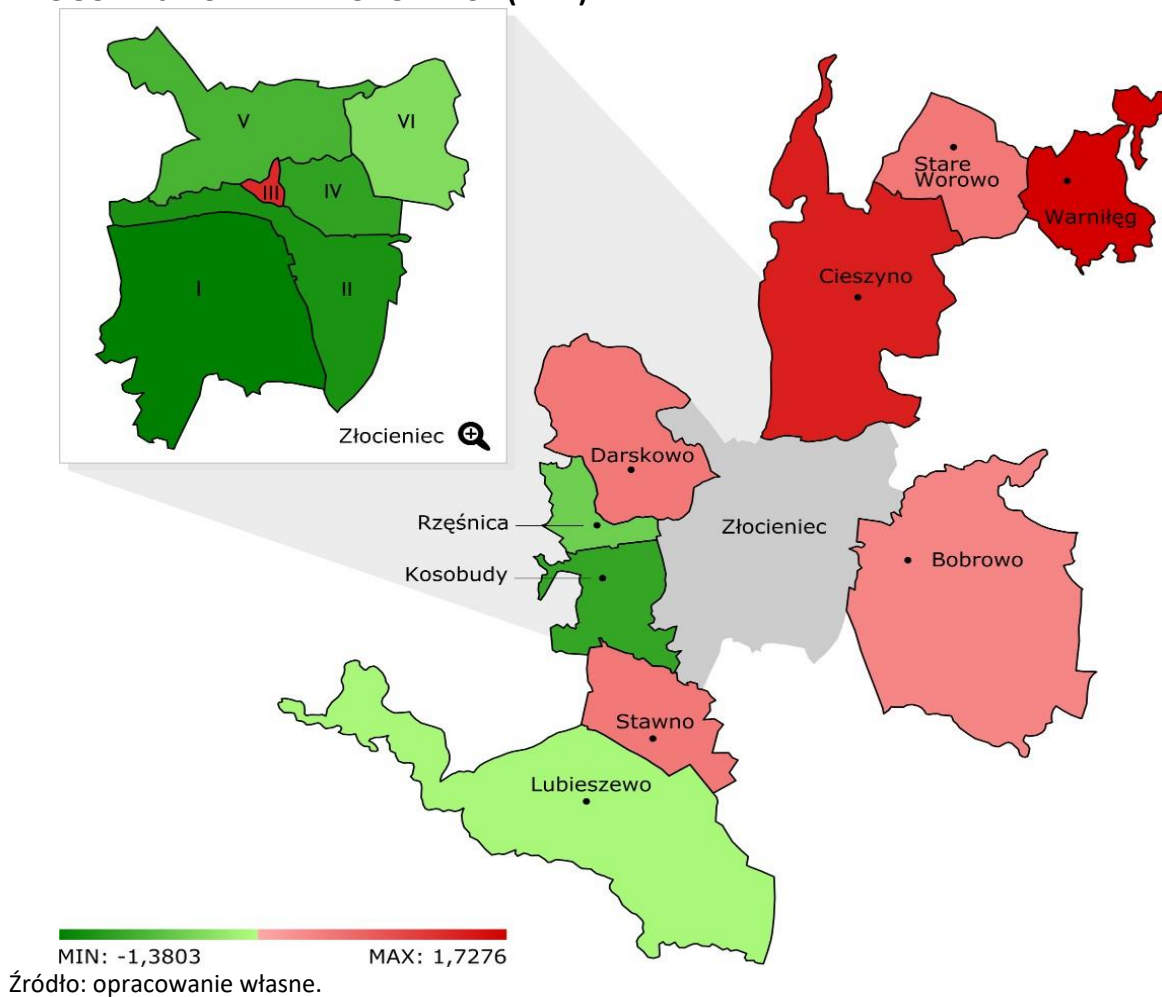 V
VI
III
IV
I
II
Złocieniec
Stare
Worowo
Warniłęg
Cieszyno
Darskowo
Rzęśnica
Złocieniec
Kosobudy
Bobrowo
Stawno
Lubieszewo
MIN: -1,3803
MAX: 1,7276
Źródło: opracowanie własne.